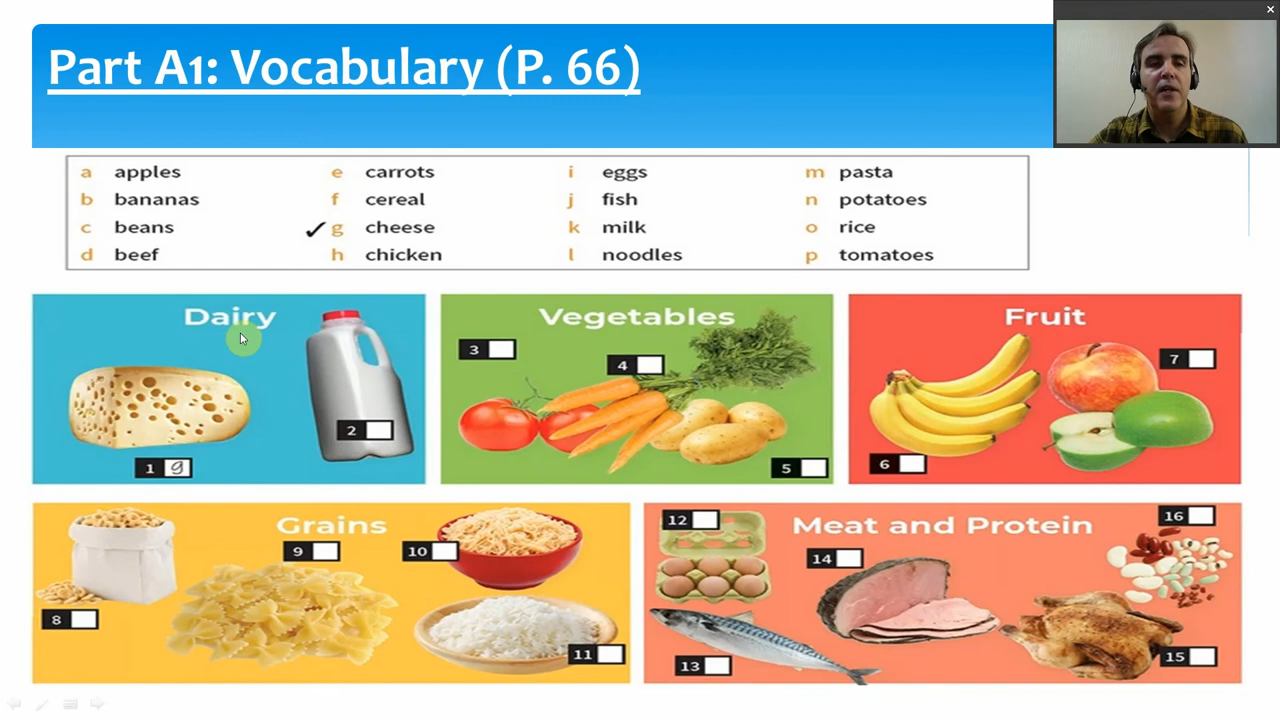 Part A1: Vocabulary (P. 66)
a apples e carrots i eggs m pasta
b bananas f cereal j fish n potatoes
c beans ✓ g cheese k milk o rice
d beef h chicken l noodles p tomatoes
Dairy
2
1 g
Vegetables
3
4
5
Fruit
7
6
Grains
9
10
8
11
12
Meat and Protein
16
14
13
15